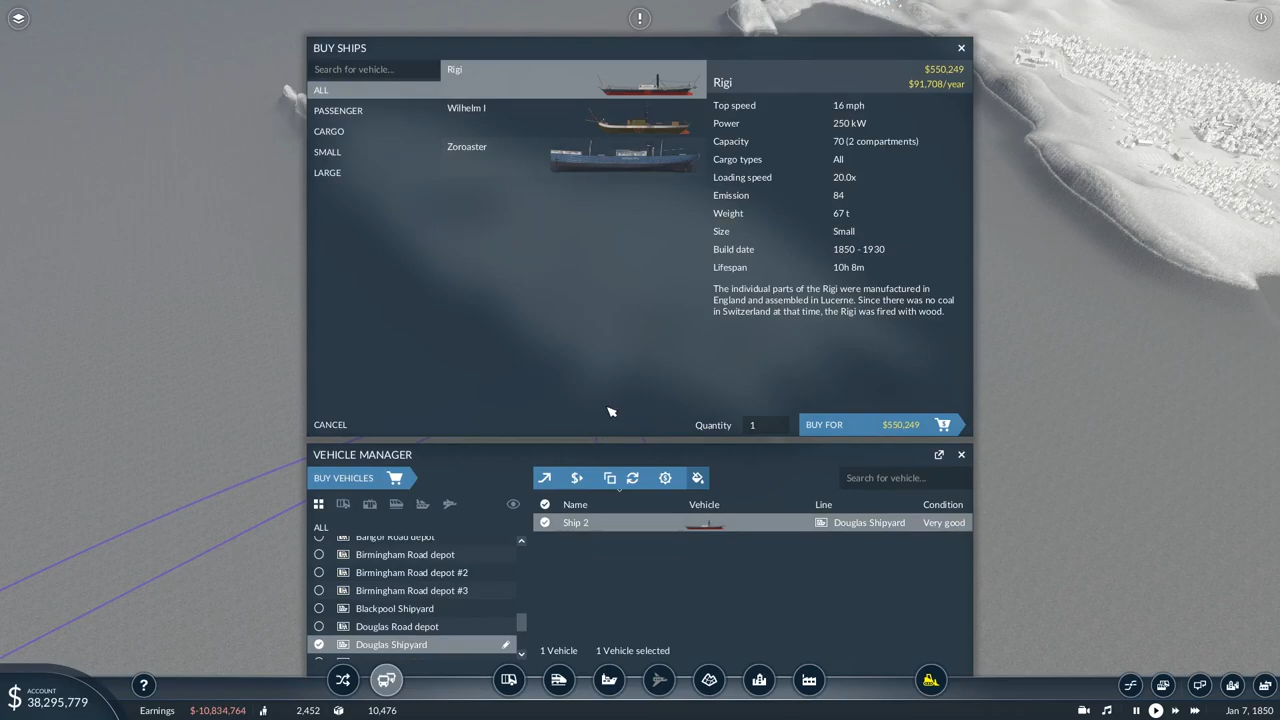 BUY SHIPS
Search for vehicle...
ALL
PASSENGER
CARGO
SMALL
LARGE
Rigi
Wilhelm I
Zoroaster
$550,249
Rigi
$91,708/year
Top speed 16 mph
Power 250 kW
Capacity 70 (2 compartments)
Cargo types All
Loading speed 20.0x
Emission 84
Weight 67 t
Size Small
Build date 1850 - 1930
Lifespan 10h 8m
The individual parts of the Rigi were manufactured in
England and assembled in Lucerne. Since there was no coal
in Switzerland at that time, the Rigi was fired with wood.
CANCEL
Quantity 1
BUY FOR $550,249
VEHICLE MANAGER
BUY VEHICLES
Search for vehicle...
ALL
Bangor Road depot
Birmingham Road depot
Birmingham Road depot #2
Birmingham Road depot #3
Blackpool Shipyard
Douglas Road depot
Douglas Shipyard
Name Vehicle Line Condition
Ship 2 Douglas Shipyard Very good
1 Vehicle 1 Vehicle selected
$ ACCOUNT
38,295,779
?
Earnings $-10,834,764 2,452 10,476
Jan 7, 1850